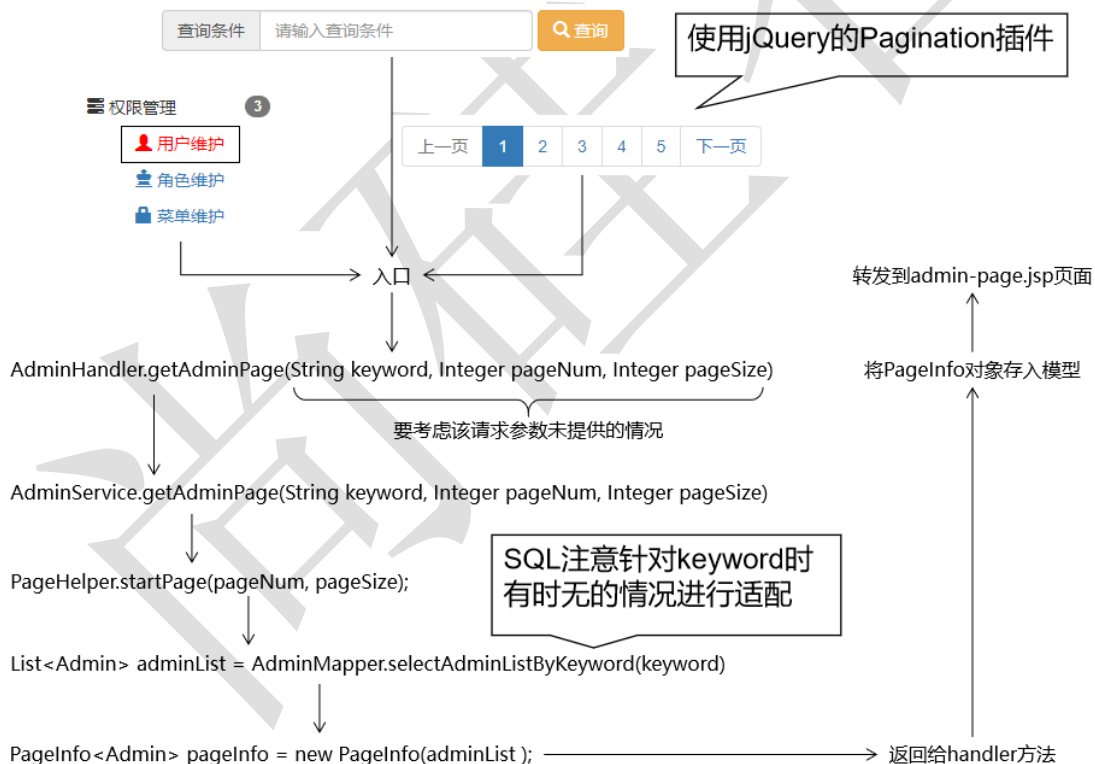 查询条件 请输入查询条件 查询
使用jQuery的Pagination插件
权限管理 3
用户维护
角色维护
菜单维护
上一页 1 2 3 4 5 下一页
入口
转发到admin-page.jsp页面
AdminHandler.getAdminPage(String keyword, Integer pageNum, Integer pageSize)
将PageInfo对象存入模型
要考虑该请求参数未提供的情况
AdminService.getAdminPage(String keyword, Integer pageNum, Integer pageSize)
SQL注意针对keyword时
有时无的情况进行适配
PageHelper.startPage(pageNum, pageSize);
List<Admin> adminList = AdminMapper.selectAdminListByKeyword(keyword)
PageInfo<Admin> pageInfo = new PageInfo(adminList );
返回给handler方法